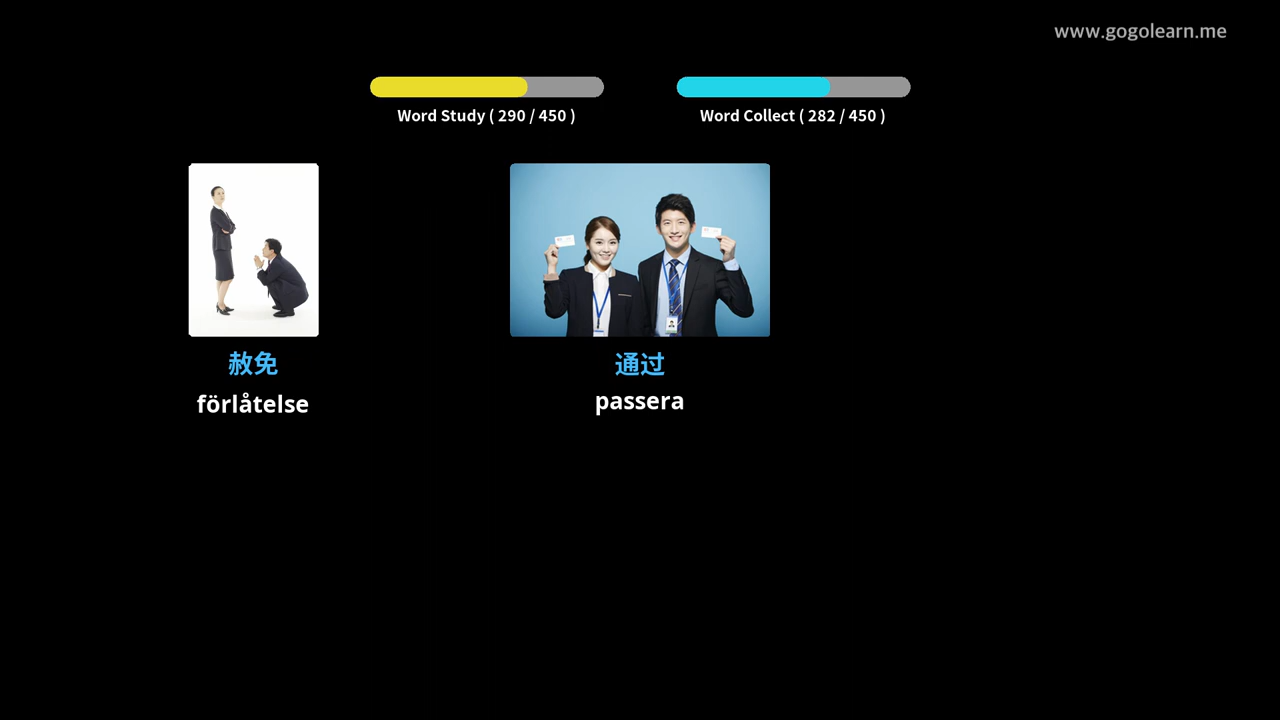 www.gogolearn.me
Word Study ( 290 / 450 )
Word Collect ( 282 / 450 )
赦免
förlåtelse
通过
passera